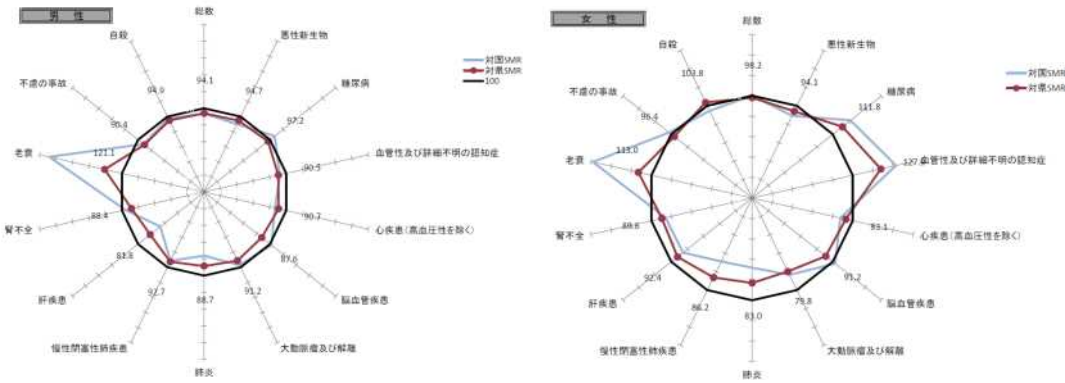 男 性
総数
悪性新生物
糖尿病
血管性及び詳細不明の認知症
心疾患(高血圧性を除く)
脳血管疾患
大動脈瘤及び解離
肺炎
慢性閉塞性肺疾患
肝疾患
腎不全
老衰
不慮の事故
自殺
94.1
94.7
97.2
90.5
90.7
87.6
91.2
88.7
92.7
81.8
88.4
121.1
90.4
94.9
対国SMR
対県SMR
100
女 性
総数
悪性新生物
糖尿病
血管性及び詳細不明の認知症
心疾患(高血圧性を除く)
脳血管疾患
大動脈瘤及び解離
肺炎
慢性閉塞性肺疾患
肝疾患
腎不全
老衰
不慮の事故
自殺
98.2
94.1
111.8
93.1
91.2
79.8
83.0
86.2
92.4
89.6
113.0
96.4
103.8
対国SMR
対県SMR